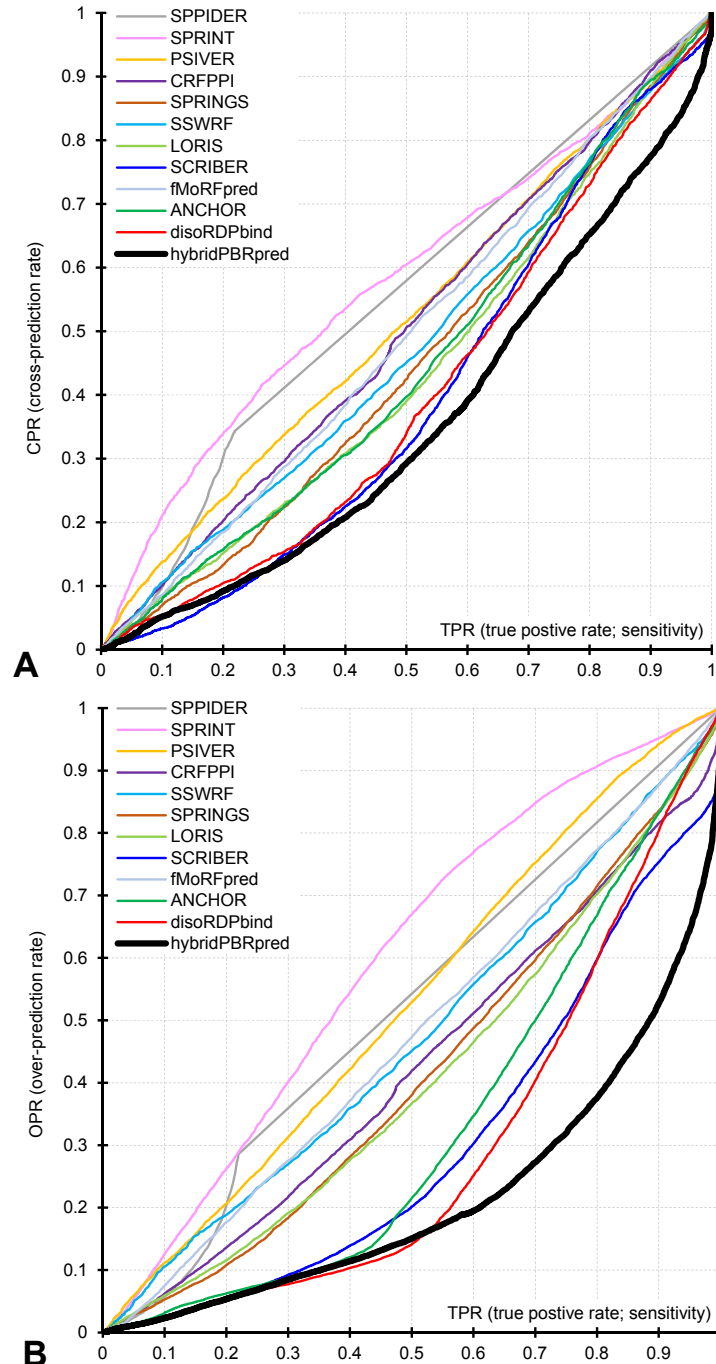 1
0.9
0.8
0.7
0.6
0.5
0.4
0.3
0.2
0.1
0
CPR (cross-prediction rate)
SPPIDER
SPRINT
PSIVER
CRFPPI
SPRINGS
SSWRF
LORIS
SCRIBER
fMoRFpred
ANCHOR
disoRDPbind
hybridPBRpred
TPR (true postive rate; sensitivity)
0 0.1 0.2 0.3 0.4 0.5 0.6 0.7 0.8 0.9 1
A
1
0.9
0.8
0.7
0.6
0.5
0.4
0.3
0.2
0.1
0
OPR (over-prediction rate)
SPPIDER
SPRINT
PSIVER
CRFPPI
SSWRF
SPRINGS
LORIS
SCRIBER
fMoRFpred
ANCHOR
disoRDPbind
hybridPBRpred
TPR (true postive rate; sensitivity)
0 0.1 0.2 0.3 0.4 0.5 0.6 0.7 0.8 0.9
B